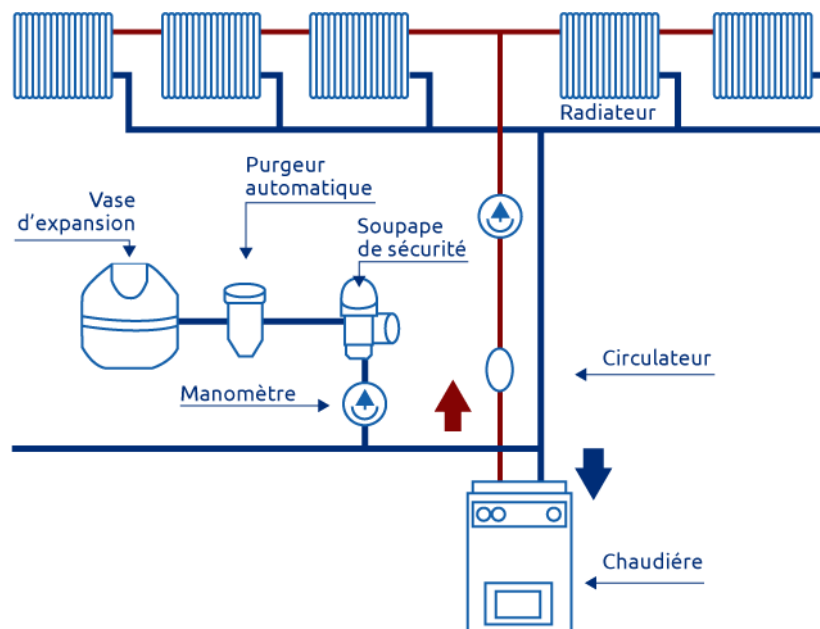 Radiateur
Purgeur
automatique
Vase
d'expansion
Soupape
de sécurité
Circulateur
Manomètre
Chaudiére